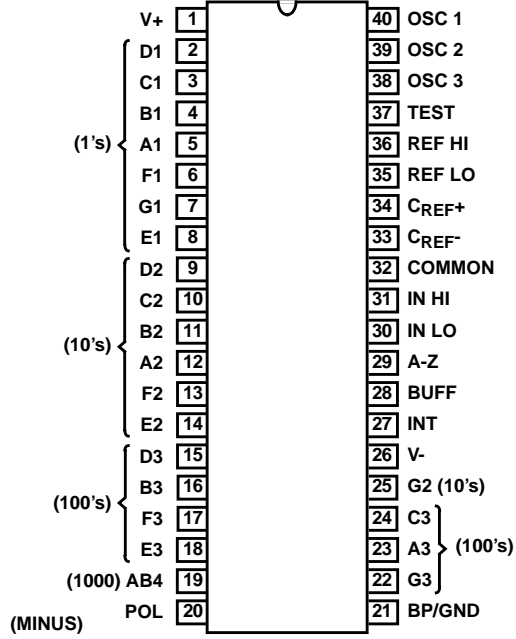 V+ 1 40 OSC 1
D1 2 39 OSC 2
C1 3 38 OSC 3
B1 4 37 TEST
(1's) A1 5 36 REF HI
F1 6 35 REF LO
G1 7 34 CREF+
E1 8 33 CREF-
D2 9 32 COMMON
C2 10 31 IN HI
B2 11 30 IN LO
(10's) A2 12 29 A-Z
F2 13 28 BUFF
E2 14 27 INT
D3 15 26 V-
B3 16 25 G2 (10's)
(100's) F3 17 24 C3
E3 18 23 A3 (100's)
(1000) AB4 19 22 G3
POL 20 21 BP/GND
(MINUS)